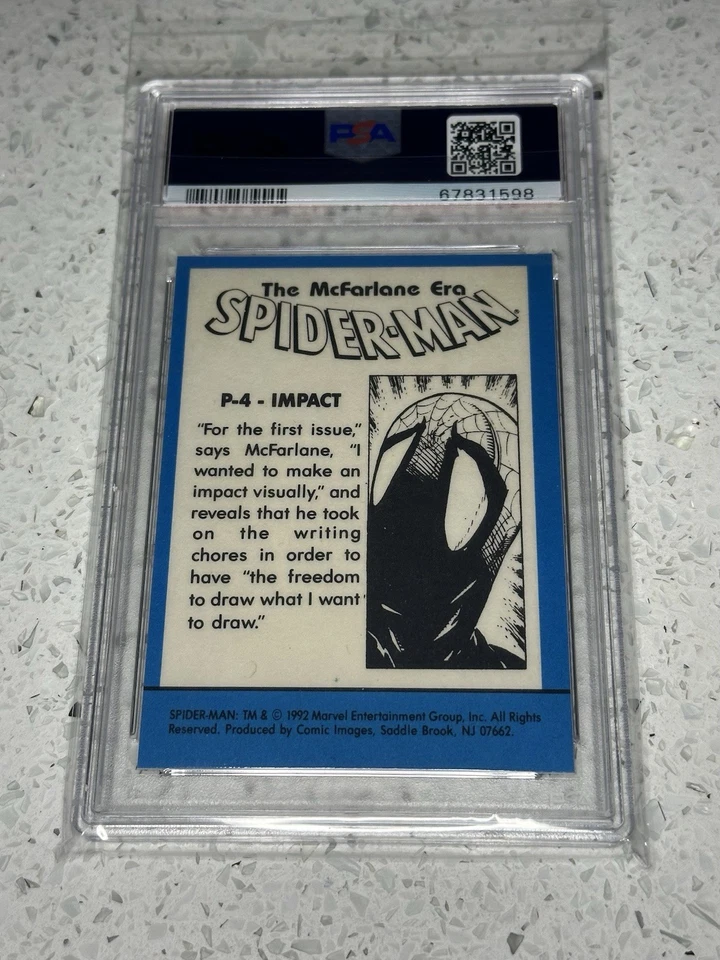 PSA
67831598
The McFarlane Era
SPIDER-MAN®
P-4 - IMPACT
"For the first issue,"
says McFarlane, "I
wanted to make an
impact visually," and
reveals that he took
on the writing
chores in order to
have "the freedom
to draw what I want
to draw."
SPIDER-MAN: TM & © 1992 Marvel Entertainment Group, Inc. All Rights
Reserved. Produced by Comic Images, Saddle Brook, NJ 07662.